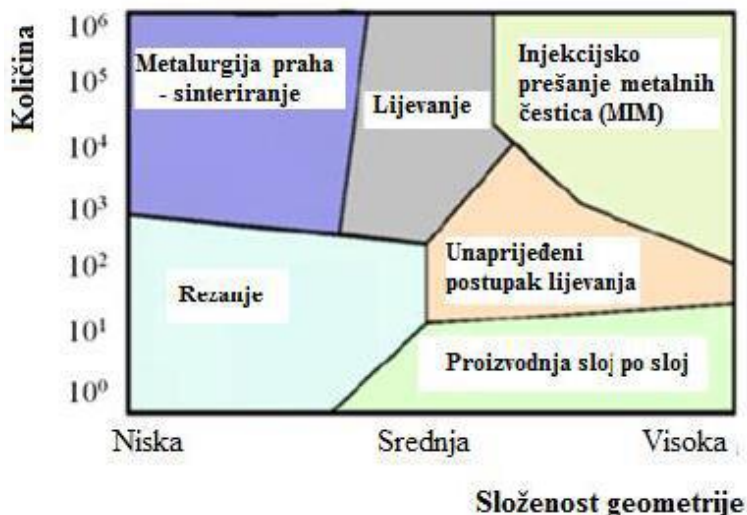 Količina
10⁶
10⁵
10⁴
10³
10²
10¹
10⁰
Metalurgija praha
- sinteriranje
Lijevanje
Injekcijsko
prešanje metalnih
čestica (MIM)
Rezanje
Unaprijeđeni
postupak lijevanja
Proizvodnja sloj po sloj
Niska
Srednja
Visoka
Složenost geometrije